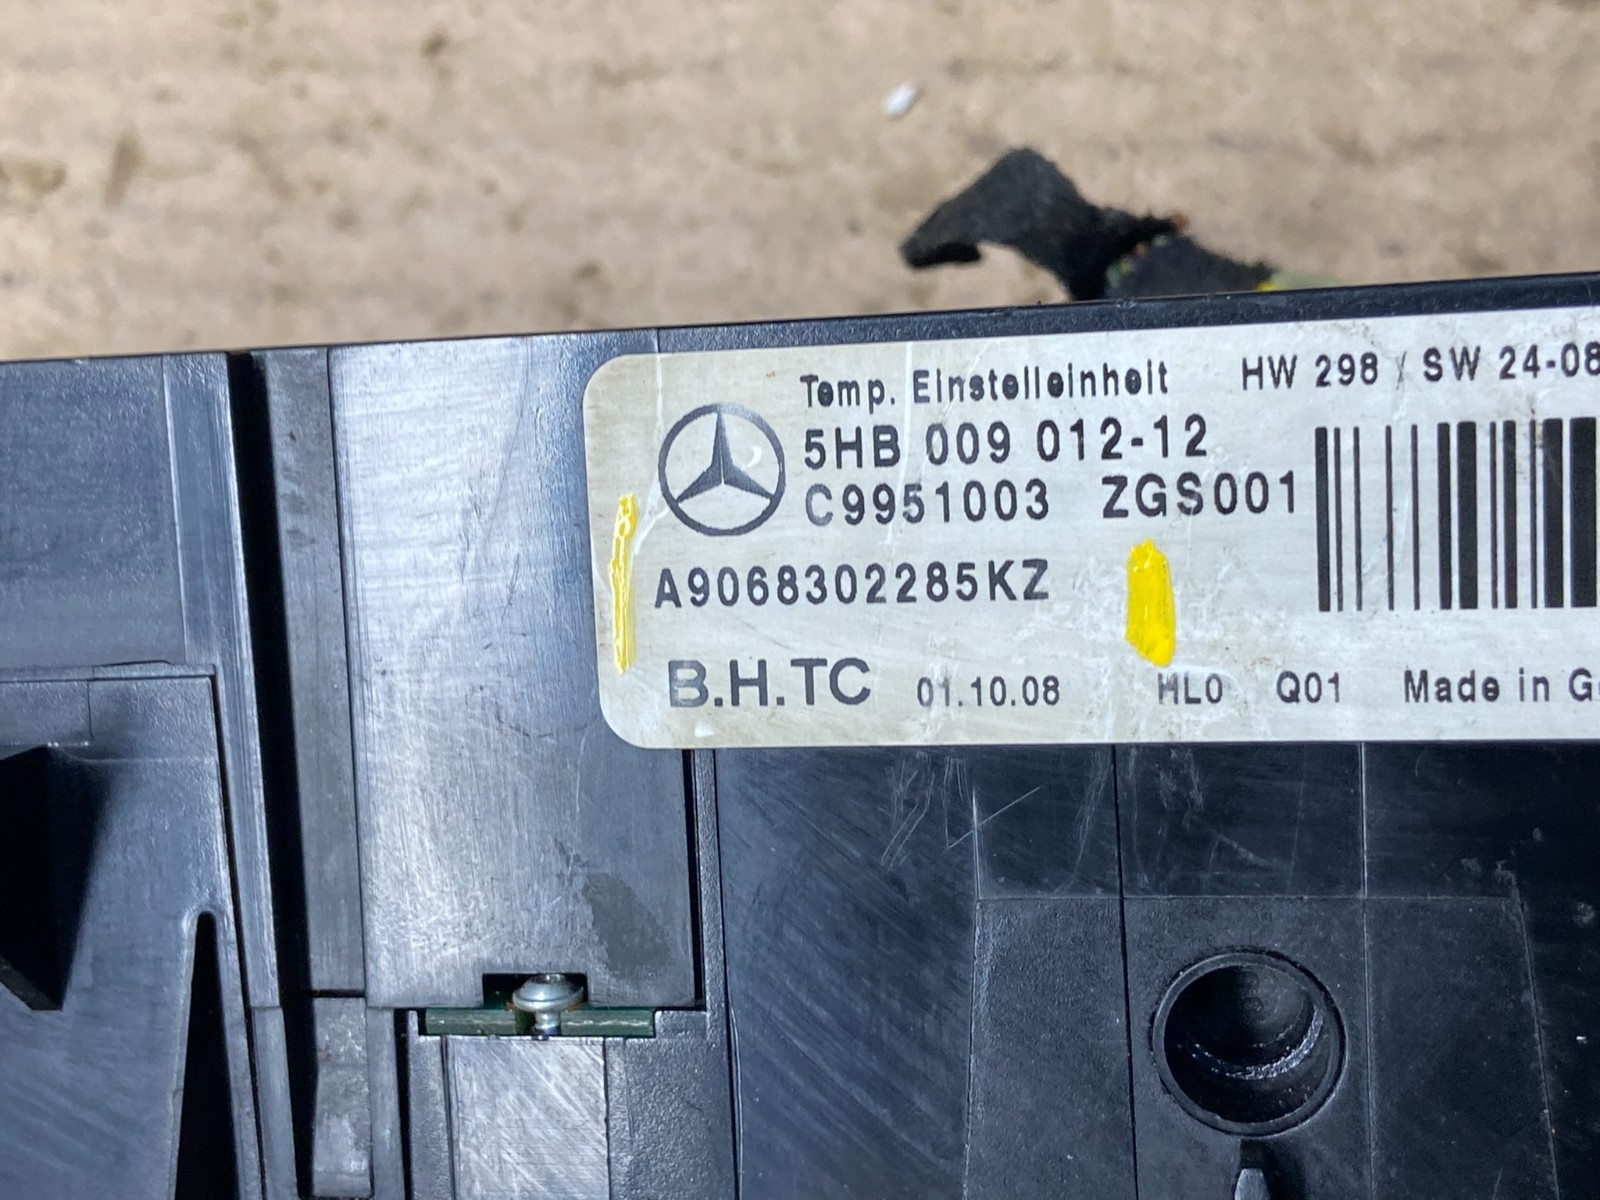 Temp. Einstelleinheit HW 298 / SW 24-08
5HB 009 012-12
C9951003 ZGS001
A9068302285KZ
B.H.TC 01.10.08 HL0 Q01 Made in G